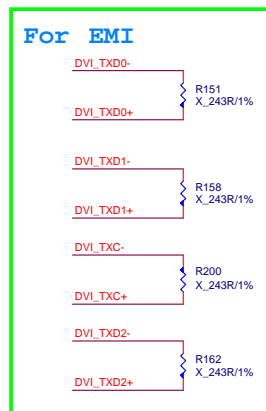 For EMI
DVI_TXD0-
R151
X_243R/1%
DVI_TXD0+
DVI_TXD1-
R158
X_243R/1%
DVI_TXD1+
DVI_TXC-
R200
X_243R/1%
DVI_TXC+
DVI_TXD2-
R162
X_243R/1%
DVI_TXD2+